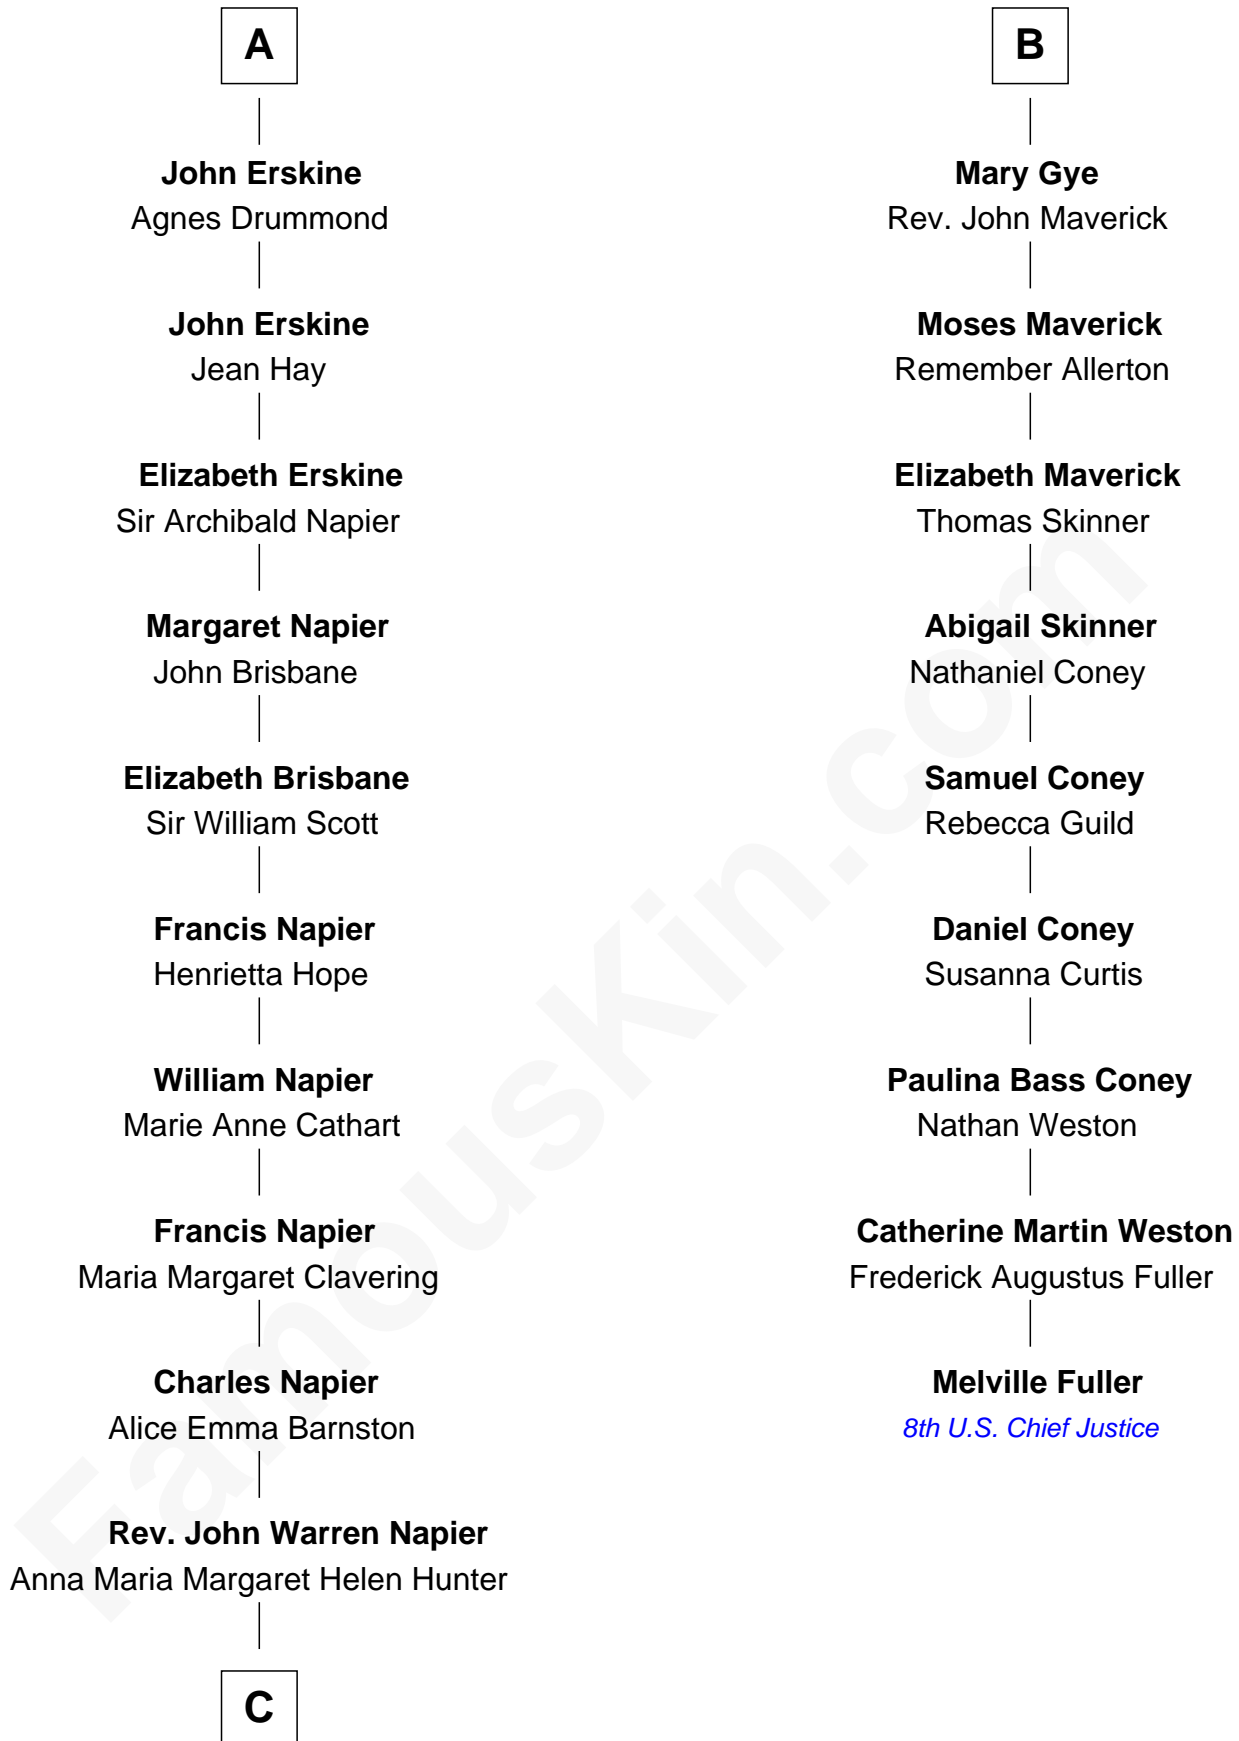 A
John Erskine
Agnes Drummond
John Erskine
Jean Hay
Elizabeth Erskine
Sir Archibald Napier
Margaret Napier
John Brisbane
Elizabeth Brisbane
Sir William Scott
Francis Napier
Henrietta Hope
William Napier
Marie Anne Cathart
Francis Napier
Maria Margaret Clavering
Charles Napier
Alice Emma Barnston
Rev. John Warren Napier
Anna Maria Margaret Helen Hunter
C
B
Mary Gye
Rev. John Maverick
Moses Maverick
Remember Allerton
Elizabeth Maverick
Thomas Skinner
Abigail Skinner
Nathaniel Coney
Samuel Coney
Rebecca Guild
Daniel Coney
Susanna Curtis
Paulina Bass Coney
Nathan Weston
Catherine Martin Weston
Frederick Augustus Fuller
Melville Fuller
8th U.S. Chief Justice
FamousKin.com